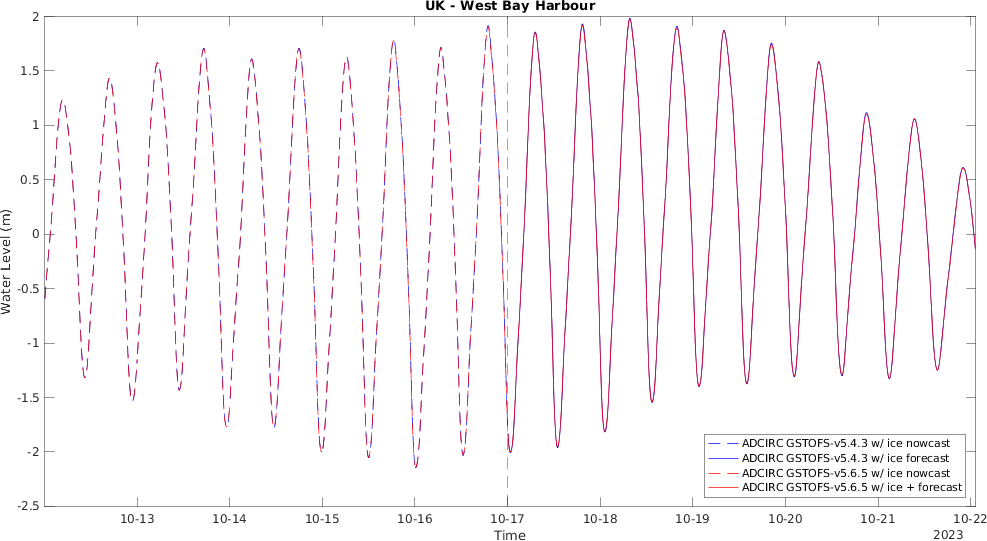 UK - West Bay Harbour
2
1.5
1
0.5
0
-0.5
-1
-1.5
-2
-2.5
Water Level (m)
ADCIRC GSTOFS-v5.4.3 w/ ice nowcast
ADCIRC GSTOFS-v5.4.3 w/ ice forecast
ADCIRC GSTOFS-v5.6.5 w/ ice nowcast
ADCIRC GSTOFS-v5.6.5 w/ ice + forecast
10-13 10-14 10-15 10-16 10-17 10-18 10-19 10-20 10-21 10-22
Time
2023